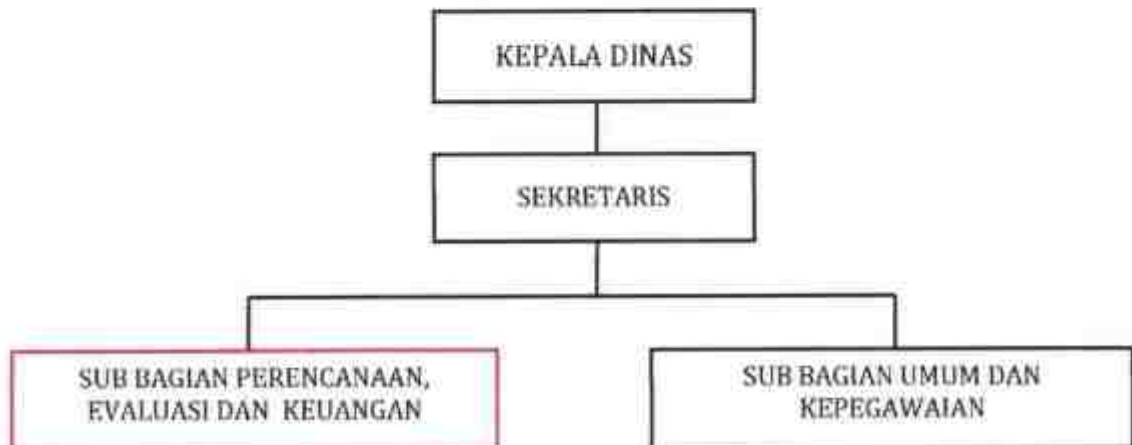 KEPALA DINAS
SEKRETARIS
SUB BAGIAN PERENCANAAN,
EVALUASI DAN KEUANGAN
SUB BAGIAN UMUM DAN
KEPEGAWAIAN